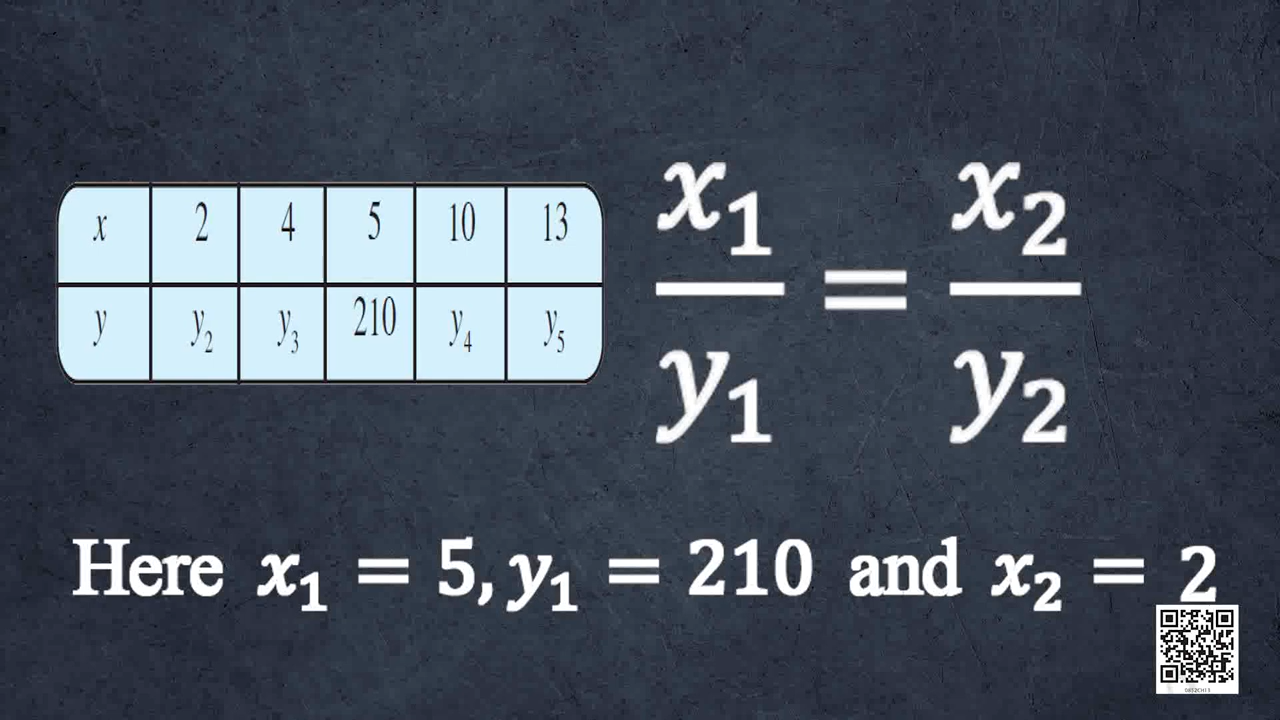 x 2 4 5 10 13
y y₂ y₃ 210 y₄ y₅
x₁/y₁ = x₂/y₂
Here x₁ = 5, y₁ = 210 and x₂ = 2